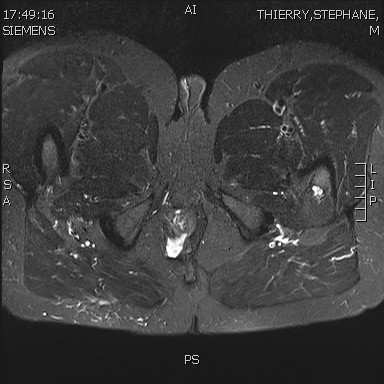 17:49:16
SIEMENS
AI
THIERRY,STEPHANE,
M
R
S
A
L
I
P
PS